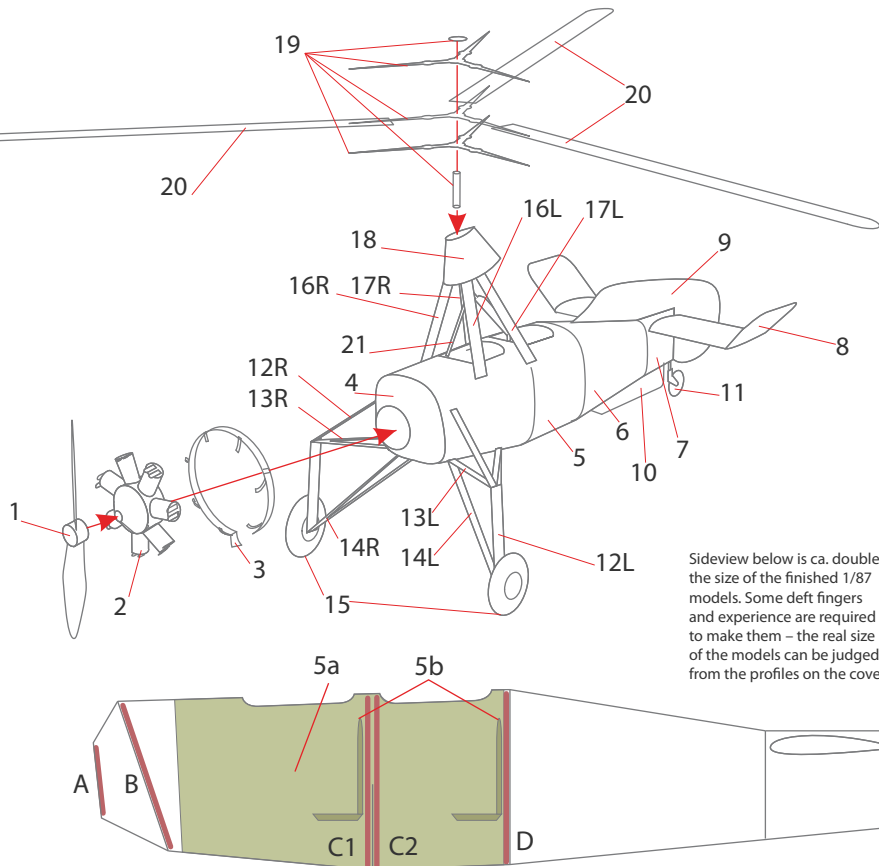 19
20
20
16L
17L
18
9
16R
17R
21
8
12R
4
13R
11
6
5
7
10
1
13L
14R
14L
3
12L
2
15
Sideview below is ca. double
the size of the finished 1/87
models. Some deft fingers
and experience are required
to make them – the real size
of the models can be judged
from the profiles on the cove
5a
5b
A
B
C1
C2
D